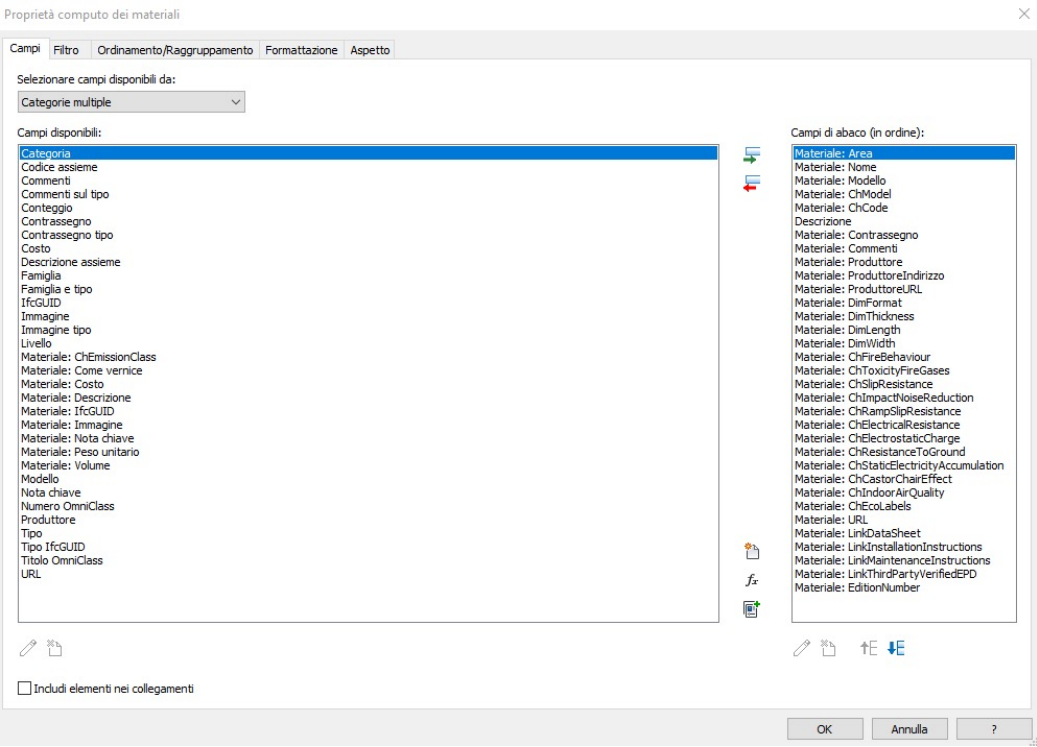 Proprietà computo dei materiali
Campi Filtro Ordinamento/Raggruppamento Formattazione Aspetto
Selezionare campi disponibili da:
Categorie multiple
Campi disponibili:
Categoria
Codice assieme
Commenti
Commenti sul tipo
Conteggio
Contrassegno
Contrassegno tipo
Costo
Descrizione assieme
Famiglia
Famiglia e tipo
IfcGUID
Immagine
Immagine tipo
Livello
Materiale: ChEmissionClass
Materiale: Come vernice
Materiale: Costo
Materiale: Descrizione
Materiale: IfcGUID
Materiale: Immagine
Materiale: Nota chiave
Materiale: Peso unitario
Materiale: Volume
Modello
Nota chiave
Numero OmniClass
Produttore
Tipo
Tipo IfcGUID
Titolo OmniClass
URL
fx
Campi di abaco (in ordine):
Materiale: Area
Materiale: Nome
Materiale: Modello
Materiale: ChModel
Materiale: ChCode
Descrizione
Materiale: Contrassegno
Materiale: Commenti
Materiale: Produttore
Materiale: ProduttoreIndirizzo
Materiale: ProduttoreURL
Materiale: DimFormat
Materiale: DimThickness
Materiale: DimLength
Materiale: DimWidth
Materiale: ChFireBehaviour
Materiale: ChToxicityFireGases
Materiale: ChSlipResistance
Materiale: ChImpactNoiseReduction
Materiale: ChRampSlipResistance
Materiale: ChElectricalResistance
Materiale: ChElectrostaticCharge
Materiale: ChResistanceToGround
Materiale: ChStaticElectricityAccumulation
Materiale: ChCastorChairEffect
Materiale: ChIndoorAirQuality
Materiale: ChEcoLabels
Materiale: URL
Materiale: LinkDataSheet
Materiale: LinkInstallationInstructions
Materiale: LinkMaintenanceInstructions
Materiale: LinkThirdPartyVerifiedEPD
Materiale: EditionNumber
Includi elementi nei collegamenti
OK Annulla ?